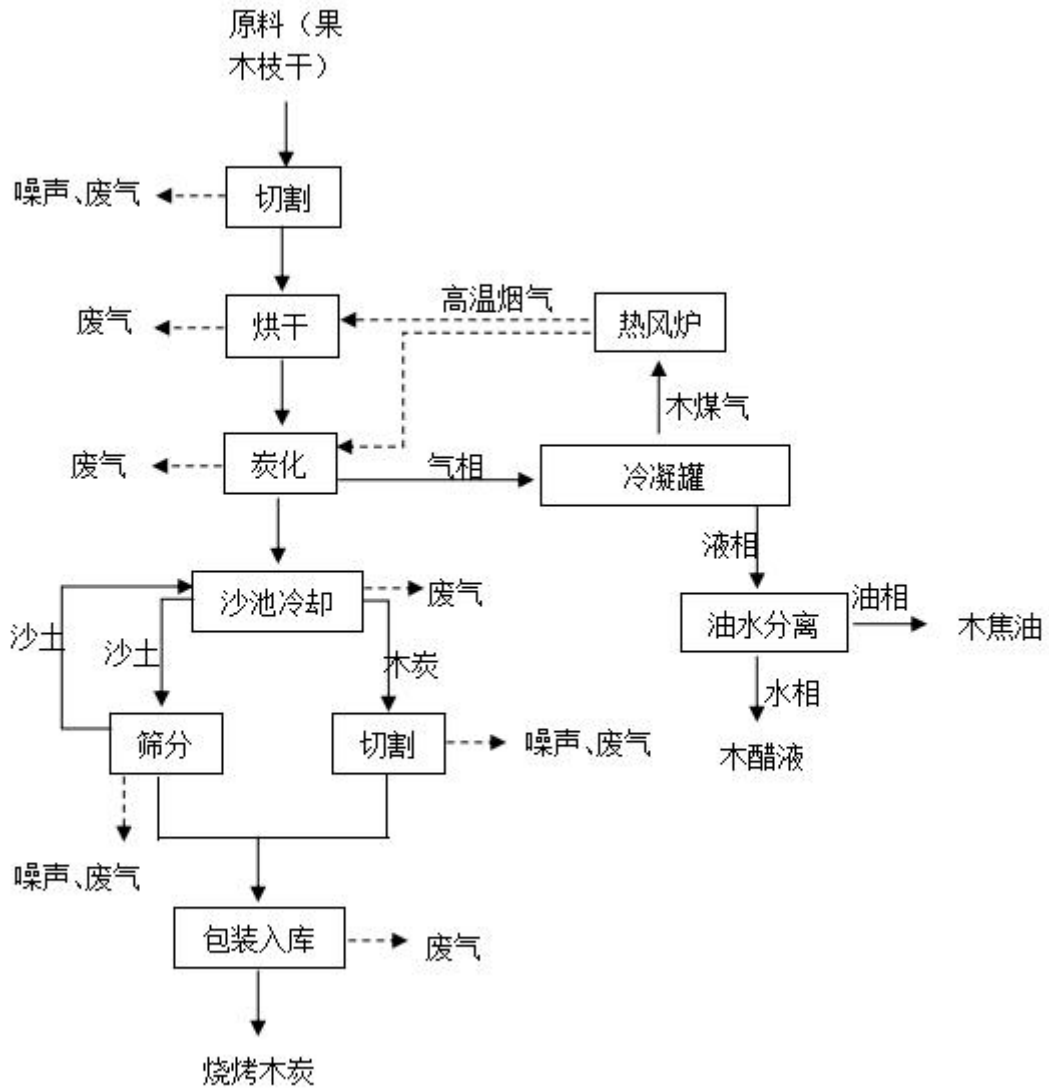 原料（果
木枝干）
噪声、废气
切割
高温烟气
废气
烘干
热风炉
木煤气
废气
炭化
气相
冷凝罐
液相
沙池冷却
废气
油相
油水分离
木焦油
沙土
沙土
木炭
水相
筛分
切割
噪声、废气
木醋液
噪声、废气
包装入库
废气
烧烤木炭